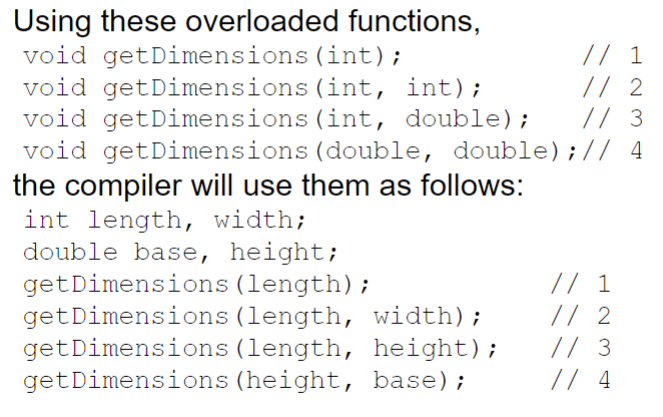 Using these overloaded functions,
void getDimensions(int); // 1
void getDimensions(int, int); // 2
void getDimensions(int, double); // 3
void getDimensions(double, double);// 4
the compiler will use them as follows:
int length, width;
double base, height;
getDimensions(length); // 1
getDimensions(length, width); // 2
getDimensions(length, height); // 3
getDimensions(height, base); // 4